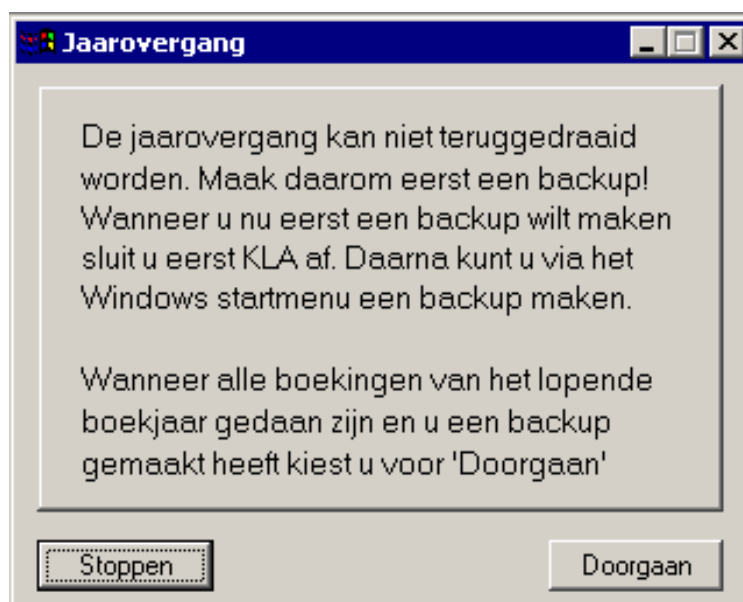 Jaarovergang
De jaarovergang kan niet teruggedraaid
worden. Maak daarom eerst een backup!
Wanneer u nu eerst een backup wilt maken
sluit u eerst KLA af. Daarna kunt u via het
Windows startmenu een backup maken.
Wanneer alle boekingen van het lopende
boekjaar gedaan zijn en u een backup
gemaakt heeft kiest u voor 'Doorgaan'
Stoppen
Doorgaan